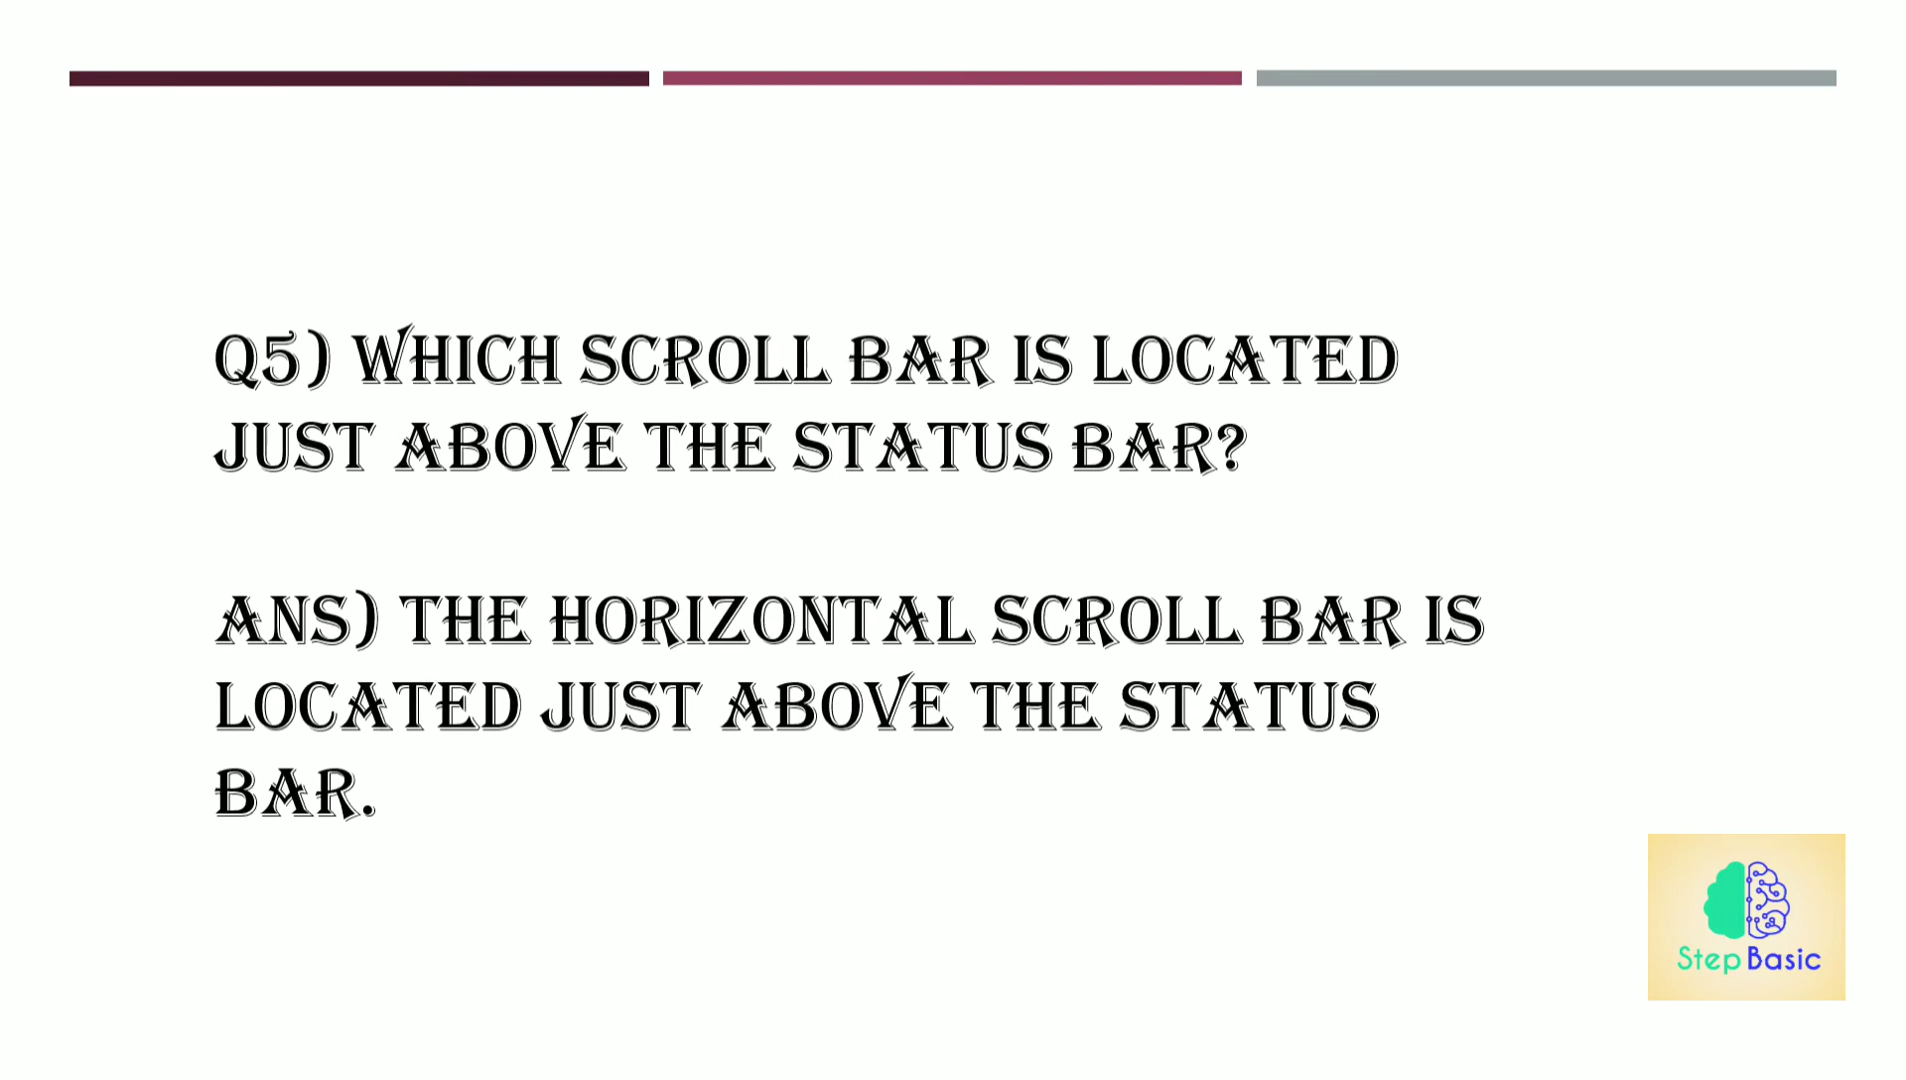 Q5) WHICH SCROLL BAR IS LOCATED
JUST ABOVE THE STATUS BAR?
ANS) THE HORIZONTAL SCROLL BAR IS
LOCATED JUST ABOVE THE STATUS
BAR.
Step Basic